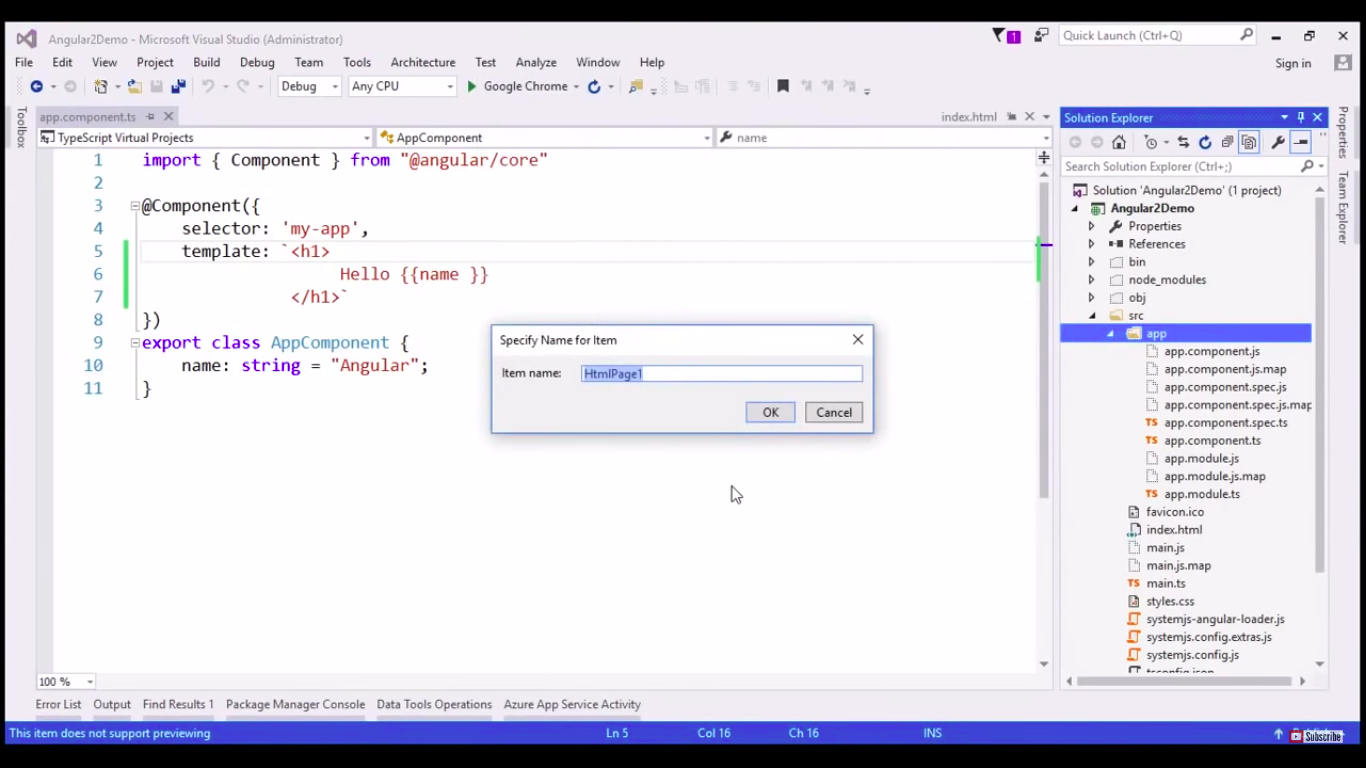 Angular2Demo - Microsoft Visual Studio (Administrator)
1
Quick Launch (Ctrl+Q)
File Edit View Project Build Debug Team Tools Architecture Test Analyze Window Help
Sign in
Debug Any CPU Google Chrome
Toolbox
app.component.ts
index.html
TypeScript Virtual Projects AppComponent name
1 import { Component } from "@angular/core"
2
3 @Component({
4 selector: 'my-app',
5 template: `<h1>
6 Hello {{name }}
7 </h1>`
8 })
9 export class AppComponent {
10 name: string = "Angular";
11 }
100 %
Specify Name for Item
Item name: HtmlPage1
OK Cancel
Solution Explorer
Search Solution Explorer (Ctrl+;)
Solution 'Angular2Demo' (1 project)
Angular2Demo
Properties
References
bin
node_modules
obj
src
app
app.component.js
app.component.js.map
app.component.spec.js
app.component.spec.js.map
app.component.spec.ts
app.component.ts
app.module.js
app.module.js.map
app.module.ts
favicon.ico
index.html
main.js
main.js.map
main.ts
styles.css
systemjs-angular-loader.js
systemjs.config.extras.js
systemjs.config.js
tsconfig.json
Properties
Team Explorer
Error List Output Find Results 1 Package Manager Console Data Tools Operations Azure App Service Activity
This item does not support previewing Ln 5 Col 16 Ch 16 INS
Subscribe